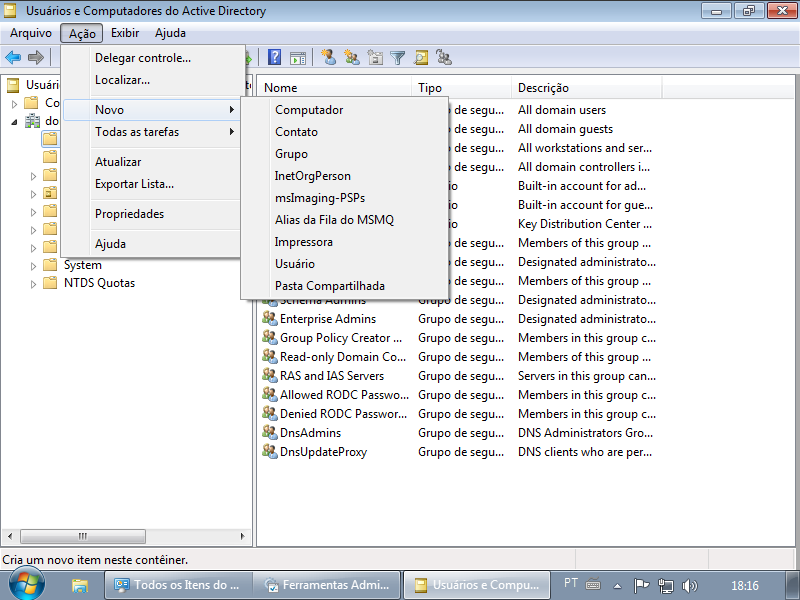 Usuários e Computadores do Active Directory
Arquivo Ação Exibir Ajuda
Delegar controle...
Localizar...
Novo
Todas as tarefas
Atualizar
Exportar Lista...
Propriedades
Ajuda
Computador
Contato
Grupo
InetOrgPerson
msImaging-PSPs
Alias da Fila do MSMQ
Impressora
Usuário
Pasta Compartilhada
Usuári
Co
do
System
NTDS Quotas
Nome Tipo Descrição
o de segu... All domain users
o de segu... All domain guests
o de segu... All workstations and ser...
o de segu... All domain controllers i...
io Built-in account for ad...
io Built-in account for gue...
io Key Distribution Center ...
o de segu... Members of this group ...
o de segu... Designated administrato...
o de segu... Members of this group ...
Schema Admins Grupo de segu... Designated administrato...
Enterprise Admins Grupo de segu... Designated administrato...
Group Policy Creator ... Grupo de segu... Members in this group c...
Read-only Domain Co... Grupo de segu... Members of this group ...
RAS and IAS Servers Grupo de segu... Servers in this group can...
Allowed RODC Passwo... Grupo de segu... Members in this group c...
Denied RODC Passwor... Grupo de segu... Members in this group c...
DnsAdmins Grupo de segu... DNS Administrators Gro...
DnsUpdateProxy Grupo de segu... DNS clients who are per...
Cria um novo item neste contêiner.
Todos os Itens do ... Ferramentas Admi... Usuários e Compu... PT 18:16